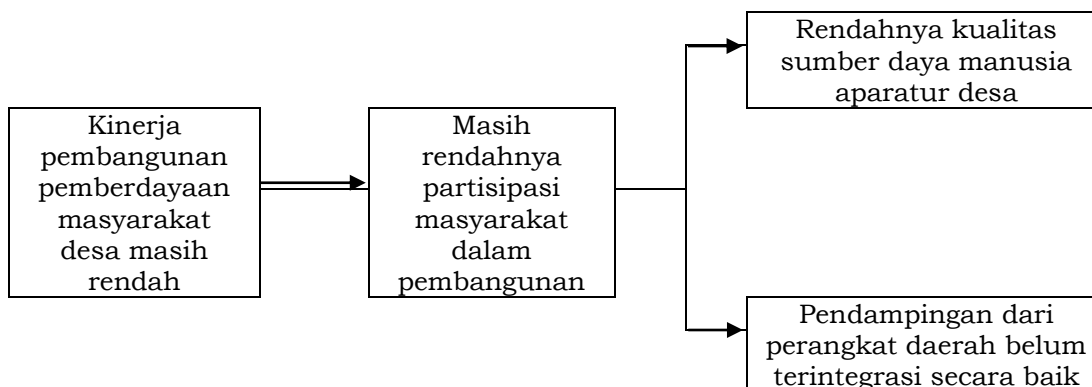 Kinerja
pembangunan
pemberdayaan
masyarakat
desa masih
rendah
Masih
rendahnya
partisipasi
masyarakat
dalam
pembangunan
Rendahnya kualitas
sumber daya manusia
aparatur desa
Pendampingan dari
perangkat daerah belum
terintegrasi secara baik